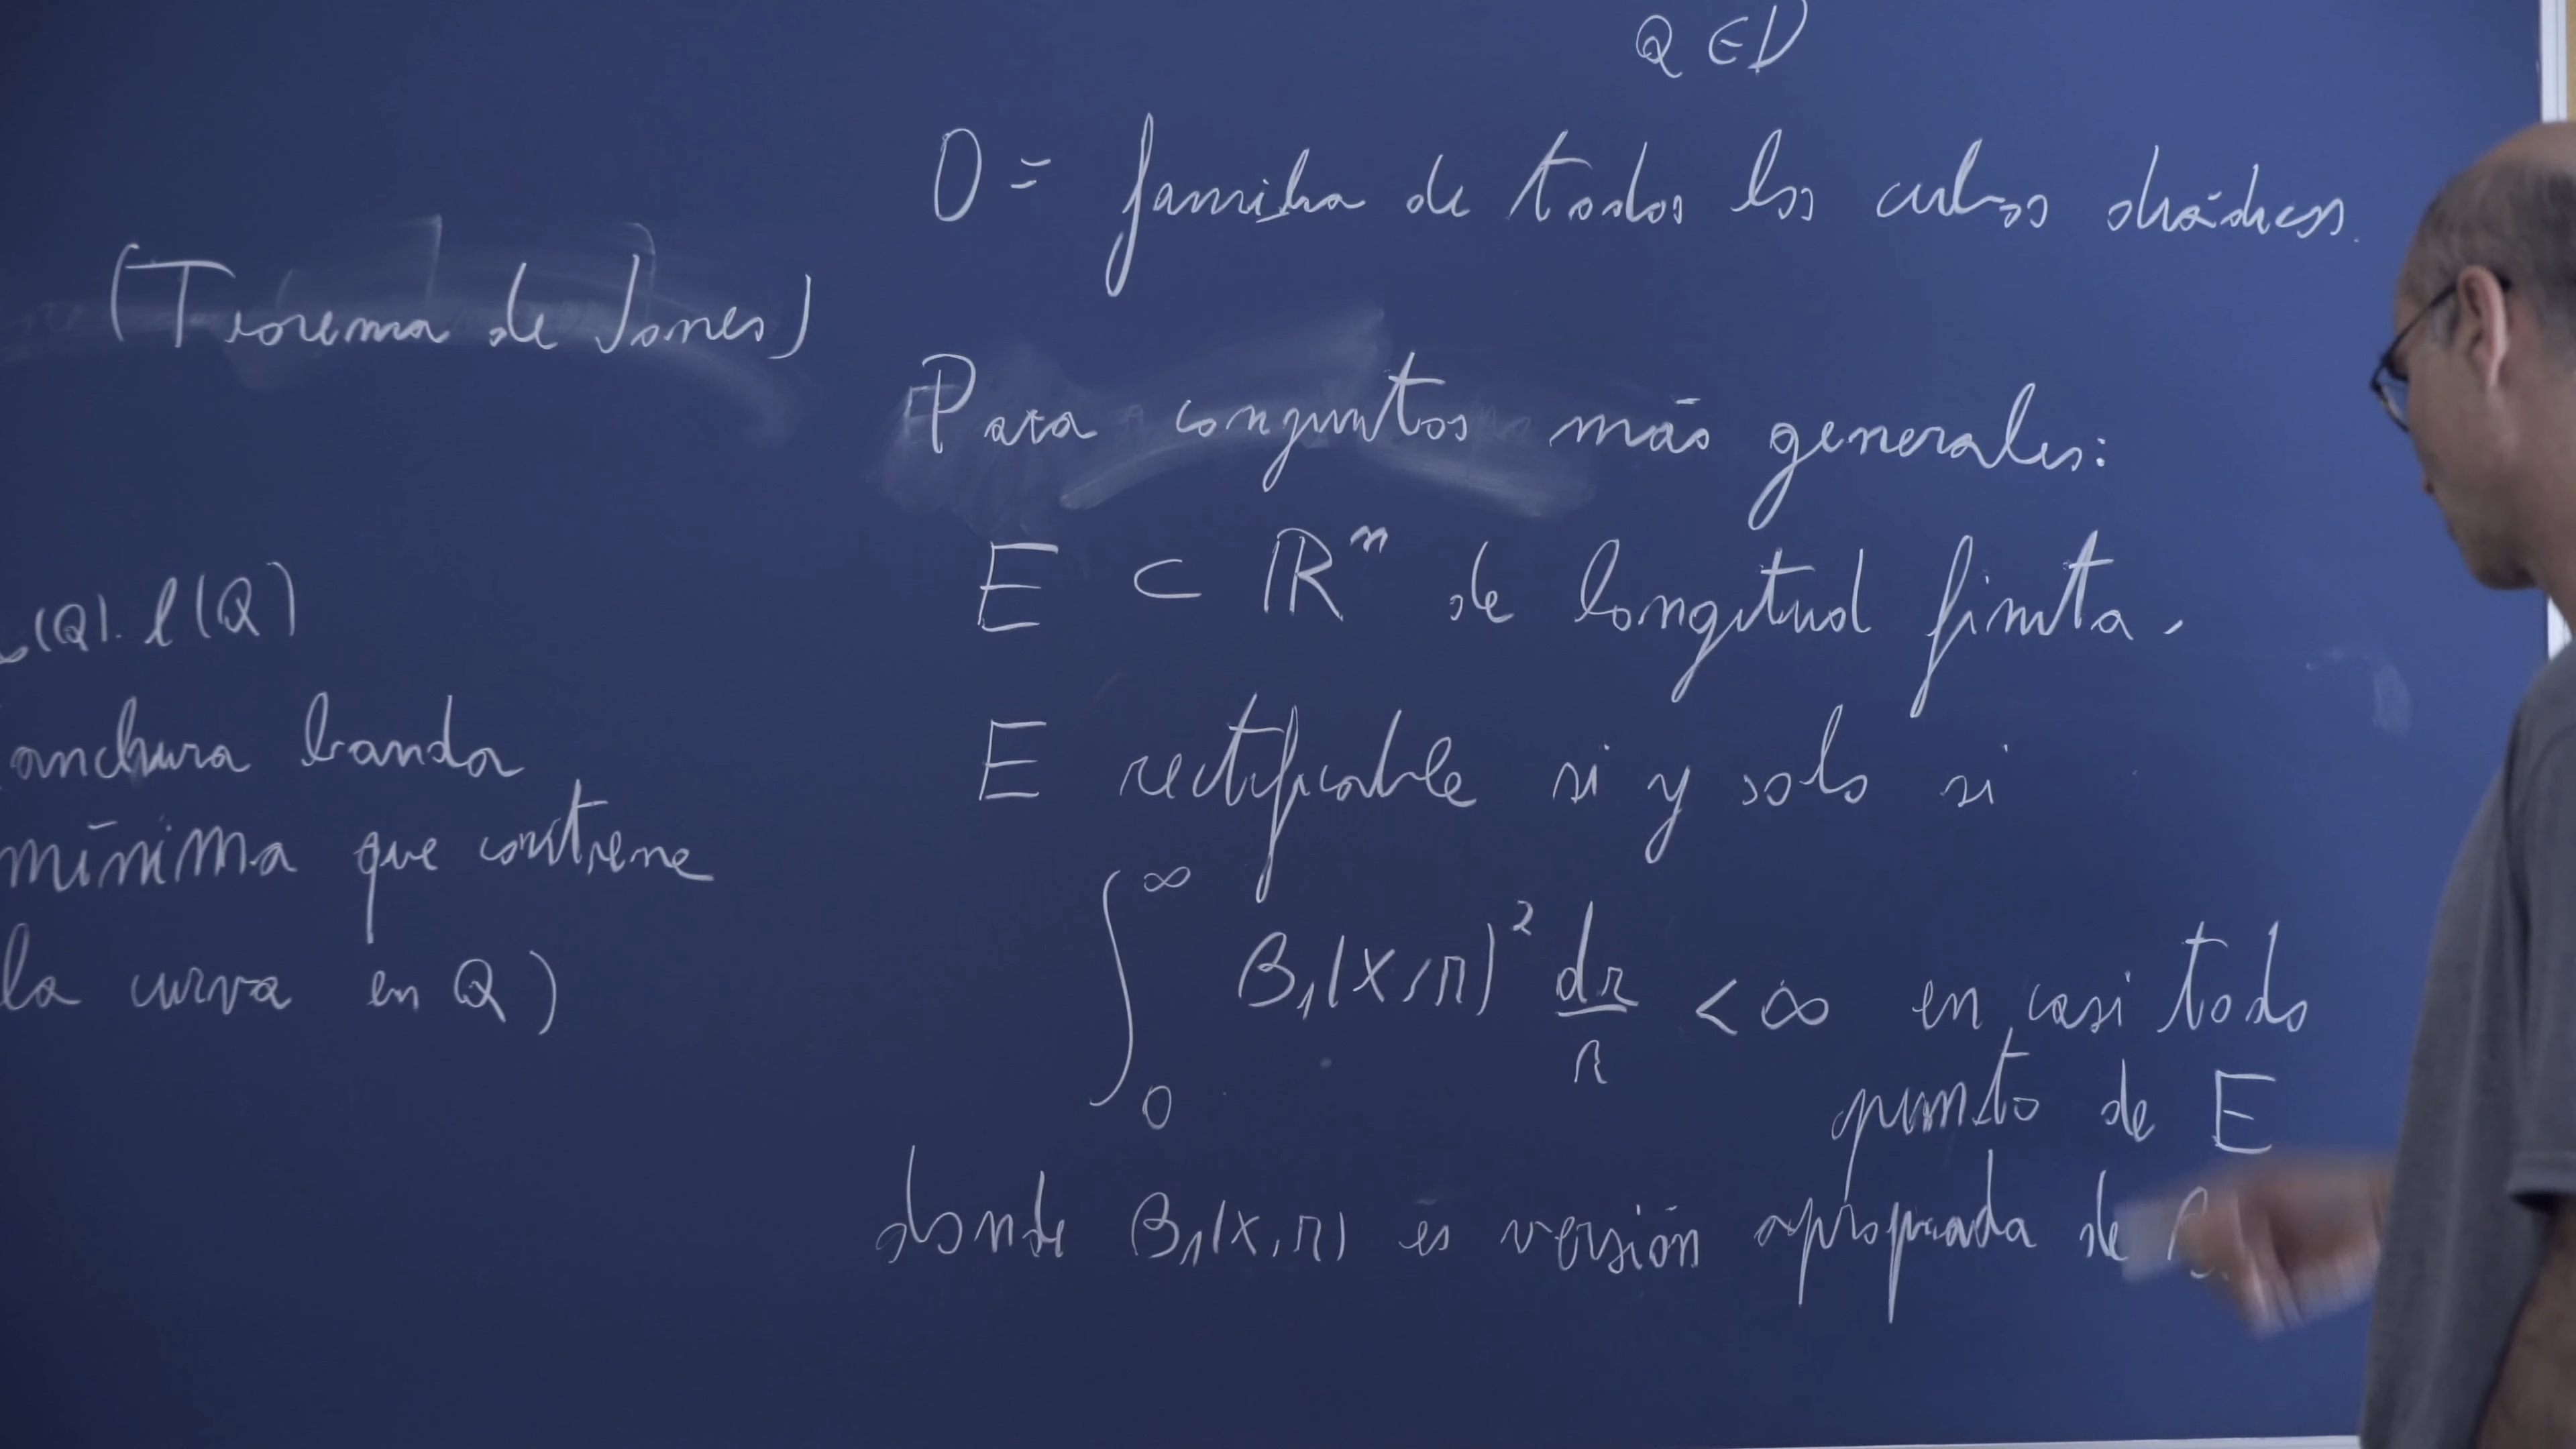 (Teorema de Jones)
(Q). l(Q)
anchura banda
mínima que contiene
la curva en Q)
Q ∈ D
D = familia de todos los cubos diádicos.
Para conjuntos más generales:
E ⊂ ℝⁿ de longitud finita.
E rectificable si y solo si
∫₀^∞ β₁(x,r)² dr/r < ∞ en casi todo
punto de E
donde β₁(x,r) es versión apropiada de